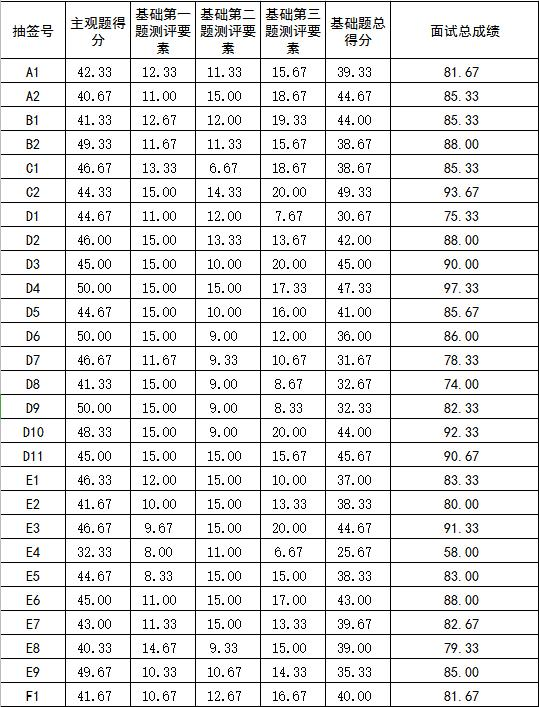 抽签号 主观题得分 基础第一题测评要素 基础第二题测评要素 基础第三题测评要素 基础题总得分 面试总成绩
A1 42.33 12.33 11.33 15.67 39.33 81.67
A2 40.67 11.00 15.00 18.67 44.67 85.33
B1 41.33 12.67 12.00 19.33 44.00 85.33
B2 49.33 11.67 11.33 15.67 38.67 88.00
C1 46.67 13.33 6.67 18.67 38.67 85.33
C2 44.33 15.00 14.33 20.00 49.33 93.67
D1 44.67 11.00 12.00 7.67 30.67 75.33
D2 46.00 15.00 13.33 13.67 42.00 88.00
D3 45.00 15.00 10.00 20.00 45.00 90.00
D4 50.00 15.00 15.00 17.33 47.33 97.33
D5 44.67 15.00 10.00 16.00 41.00 85.67
D6 50.00 15.00 9.00 12.00 36.00 86.00
D7 46.67 11.67 9.33 10.67 31.67 78.33
D8 41.33 15.00 9.00 8.67 32.67 74.00
D9 50.00 15.00 9.00 8.33 32.33 82.33
D10 48.33 15.00 9.00 20.00 44.00 92.33
D11 45.00 15.00 15.00 15.67 45.67 90.67
E1 46.33 12.00 15.00 10.00 37.00 83.33
E2 41.67 10.00 15.00 13.33 38.33 80.00
E3 46.67 9.67 15.00 20.00 44.67 91.33
E4 32.33 8.00 11.00 6.67 25.67 58.00
E5 44.67 8.33 15.00 15.00 38.33 83.00
E6 45.00 11.00 15.00 17.00 43.00 88.00
E7 43.00 11.33 15.00 13.33 39.67 82.67
E8 40.33 14.67 9.33 15.00 39.00 79.33
E9 49.67 10.33 10.67 14.33 35.33 85.00
F1 41.67 10.67 12.67 16.67 40.00 81.67